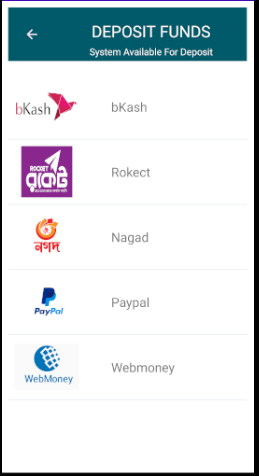 DEPOSIT FUNDS
System Available For Deposit
bKash
bKash
ROCKET
রকেট
Rokect
নগদ
Nagad
PayPal
Paypal
WebMoney
Webmoney